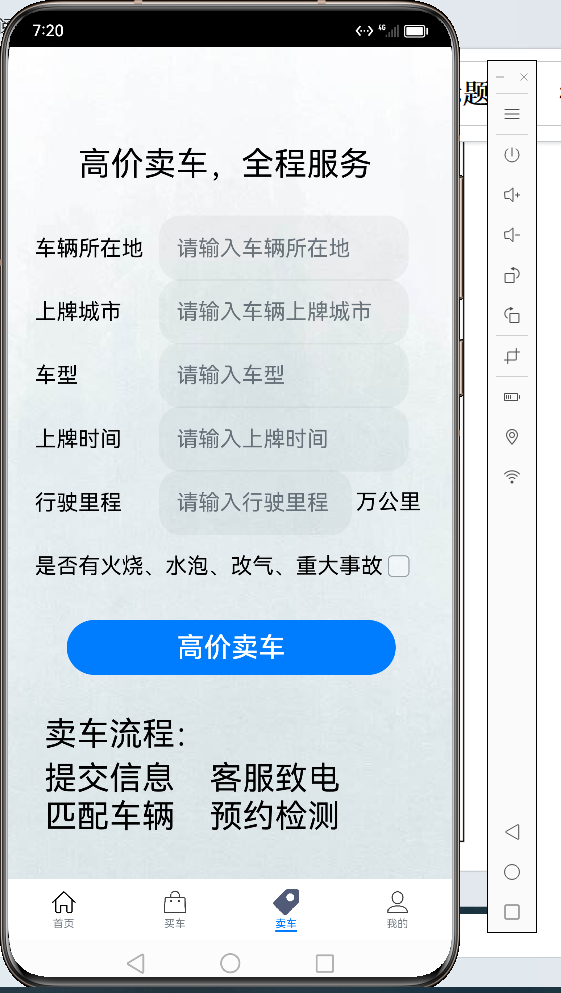 7:20
4G
题
高价卖车，全程服务
车辆所在地 请输入车辆所在地
上牌城市 请输入车辆上牌城市
车型 请输入车型
上牌时间 请输入上牌时间
行驶里程 请输入行驶里程 万公里
是否有火烧、水泡、改气、重大事故
高价卖车
卖车流程：
提交信息 客服致电
匹配车辆 预约检测
首页 买车 卖车 我的